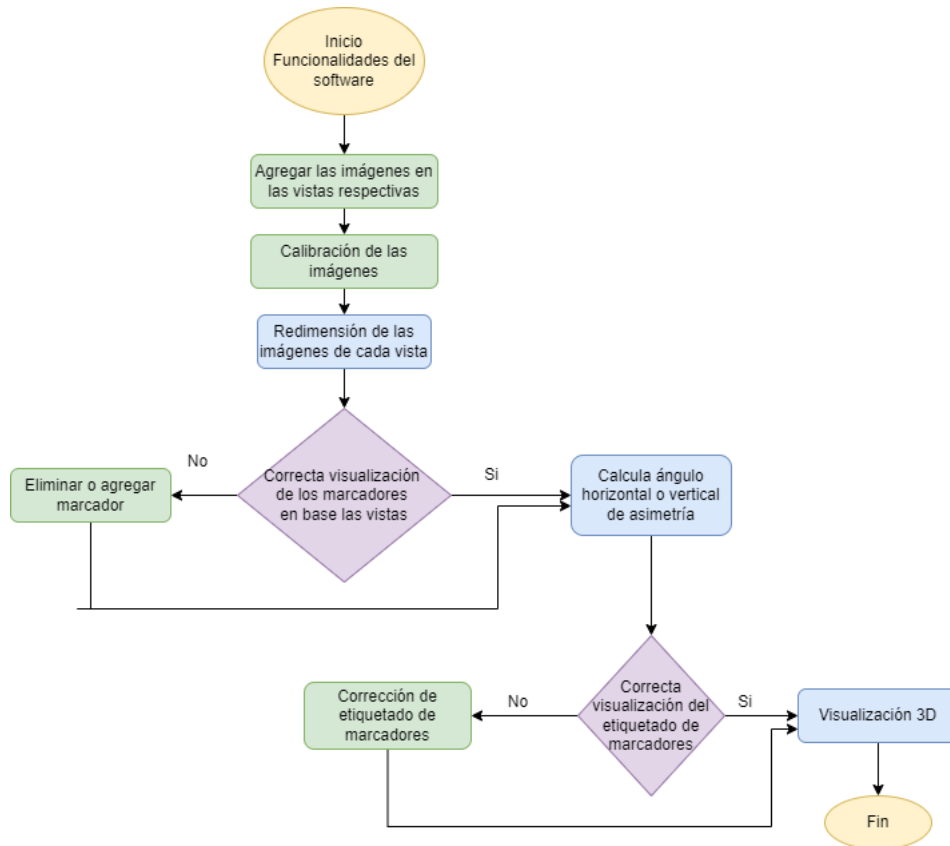 Inicio
Funcionalidades del
software
Agregar las imágenes en
las vistas respectivas
Calibración de las
imágenes
Redimensión de las
imágenes de cada vista
No
Correcta visualización
de los marcadores
en base las vistas
Si
Eliminar o agregar
marcador
Calcula ángulo
horizontal o vertical
de asimetría
Corrección de
etiquetado de
marcadores
No
Correcta
visualización del
etiquetado de
marcadores
Si
Visualización 3D
Fin